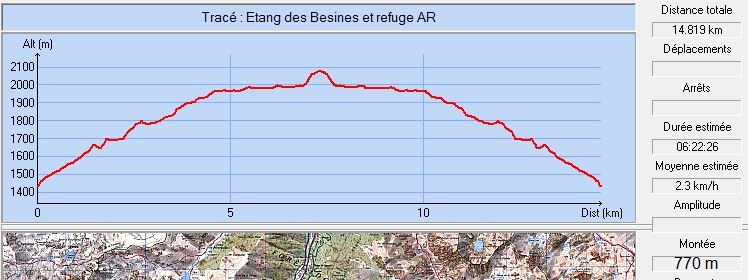 Tracé : Etang des Besines et refuge AR
Alt (m)
2100
2000
1900
1800
1700
1600
1500
1400
0
5
10
Dist (km)
Distance totale
14.819 km
Déplacements
Arrêts
Durée estimée
06:22:26
Moyenne estimée
2.3 km/h
Amplitude
Montée
770 m